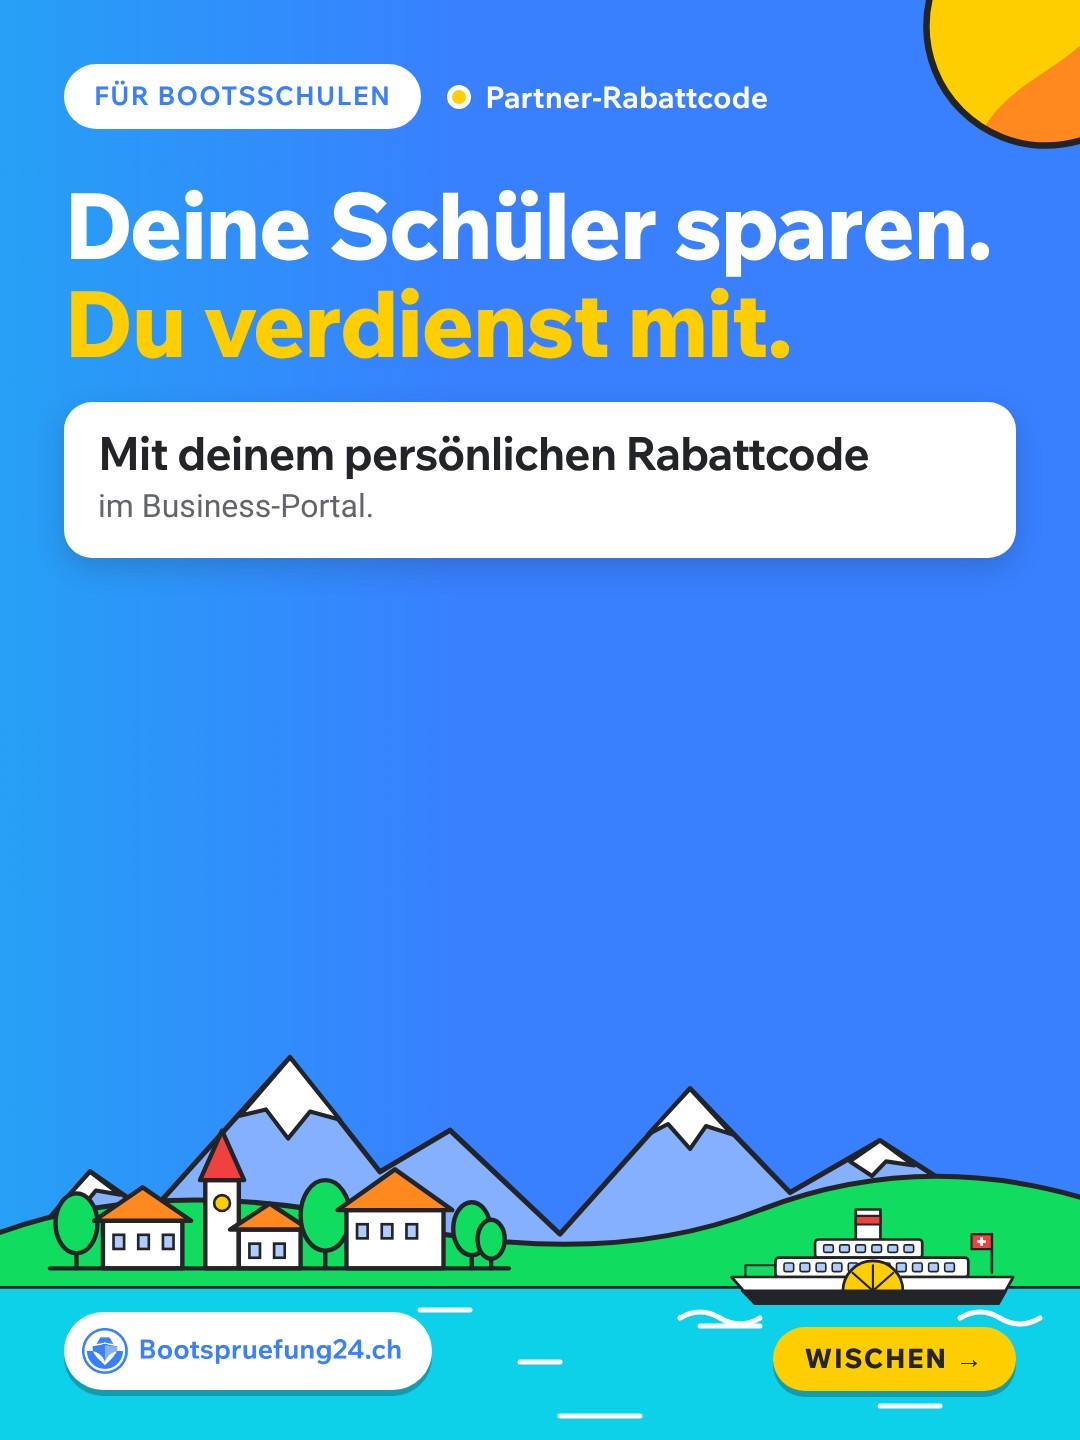 FÜR BOOTSSCHULEN
Partner-Rabattcode
Deine Schüler sparen.
Du verdienst mit.
Mit deinem persönlichen Rabattcode
im Business-Portal.
Bootspruefung24.ch
WISCHEN →